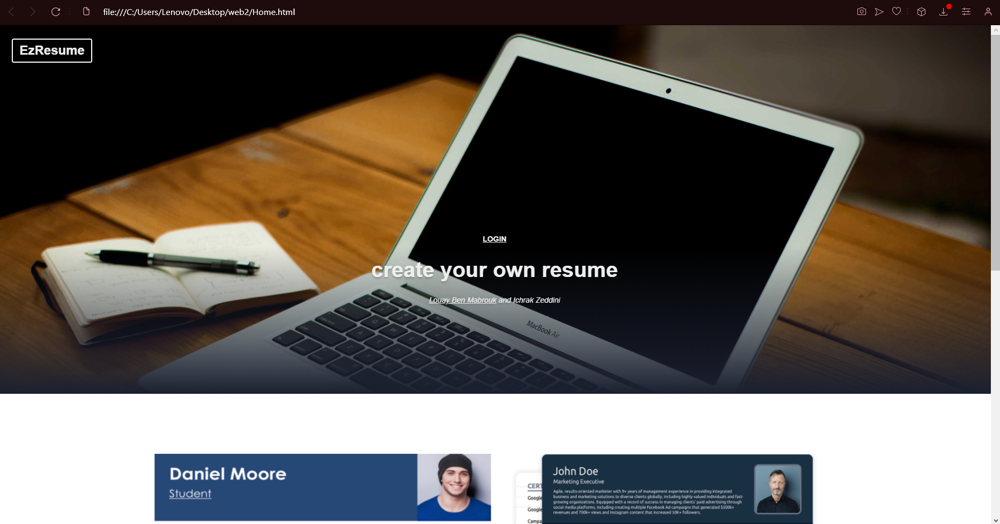 file:///C:/Users/Lenovo/Desktop/web2/Home.html
EzResume
LOGIN
create your own resume
Louay Ben Mabrouk and Ichrak Zeddini
MacBook Air
Daniel Moore
Student
John Doe
Marketing Executive
Agile, results-oriented marketer with 9+ years of management experience in providing integrated
business and marketing solutions to diverse clients globally, including highly valued individuals and fast-
growing organizations. Equipped with a record of success in managing clients' paid advertising through
social media platforms, including creating multiple Facebook Ad campaigns that generated $500k+
revenues and 700k+ views and Instagram content that increased 50K+ followers.
CERT
Google
Google
Campa